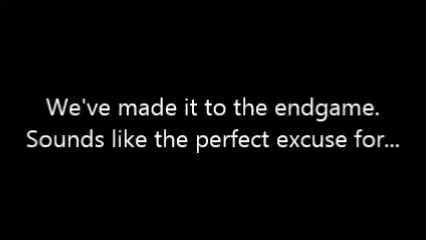 We've made it to the endgame.
Sounds like the perfect excuse for...